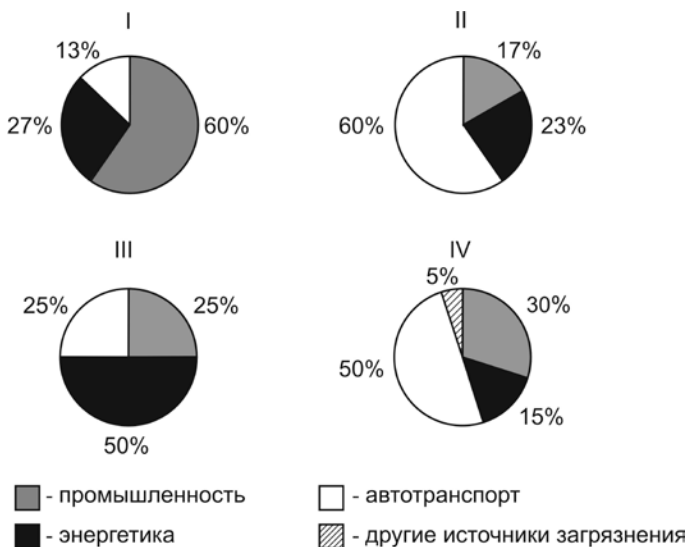 I
13%
27%
60%
II
17%
60%
23%
III
25%
25%
50%
IV
5%
30%
50%
15%
- промышленность
- автотранспорт
- энергетика
- другие источники загрязнения